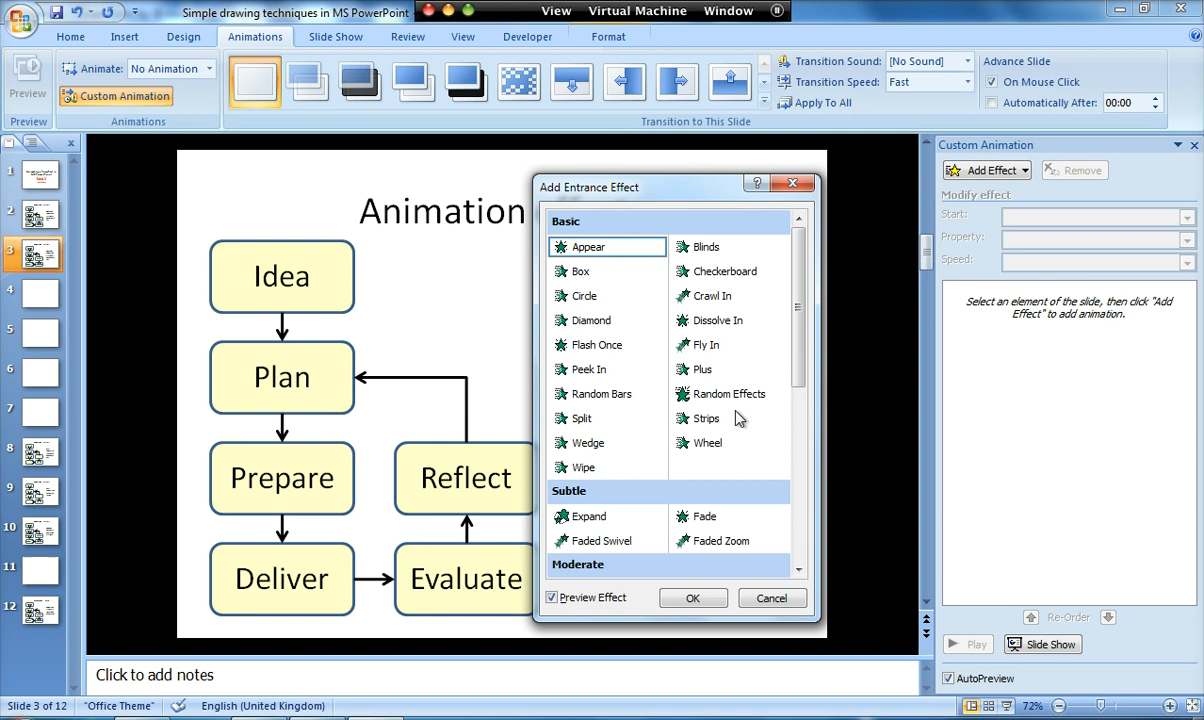 Simple drawing techniques in MS PowerPoint
View Virtual Machine Window
Home Insert Design Animations Slide Show Review View Developer Format
Preview
Animate: No Animation
Custom Animation
Transition Sound: [No Sound]
Transition Speed: Fast
Apply To All
Advance Slide
On Mouse Click
Automatically After: 00:00
Preview Animations Transition to This Slide
1
2
3
4
5
6
7
8
9
10
11
12
Animation
Idea
Plan
Prepare
Deliver
Reflect
Evaluate
Add Entrance Effect
Basic
Appear Blinds
Box Checkerboard
Circle Crawl In
Diamond Dissolve In
Flash Once Fly In
Peek In Plus
Random Bars Random Effects
Split Strips
Wedge Wheel
Wipe
Subtle
Expand Fade
Faded Swivel Faded Zoom
Moderate
Preview Effect OK Cancel
Custom Animation
Add Effect Remove
Modify effect
Start:
Property:
Speed:
Select an element of the slide, then click "Add
Effect" to add animation.
Re-Order
Play Slide Show
AutoPreview
Click to add notes
Slide 3 of 12 "Office Theme" English (United Kingdom) 72%